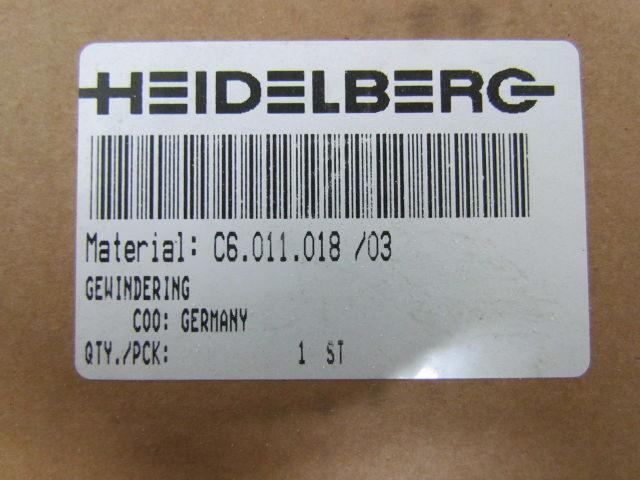 HEIDELBERG
Material: C6.011.018 /03
GEWINDERING
COO: GERMANY
QTY./PCK: 1 ST